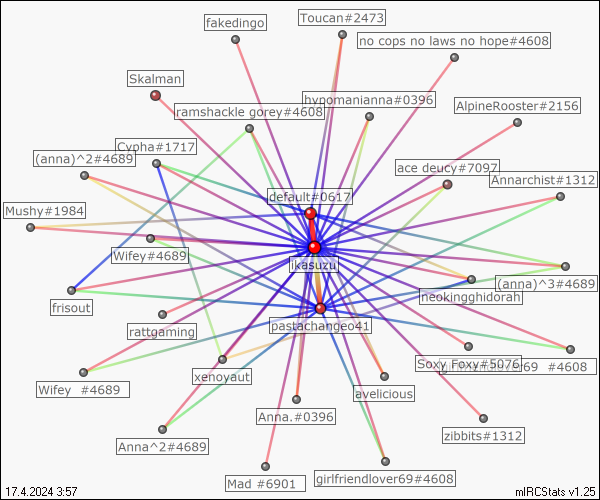 fakedingo
Toucan#2473
no cops no laws no hope#4608
Skalman
ramshackle gorey#4608
hypomanianna#0396
AlpineRooster#2156
Cypha#1717
(anna)^2#4689
ace deucy#7097
Annarchist#1312
default#0617
Mushy#1984
Wifey#4689
ikasuzu
(anna)^3#4689
neokingghidorah
frisout
rattgaming
pastachangeo41
Soxy Foxy#5076
69 #4608
xenoyaut
Wifey #4689
avelicious
Anna.#0396
zibbits#1312
Anna^2#4689
Mad #6901
girlfriendlover69#4608
17.4.2024 3:57
mIRCStats v1.25